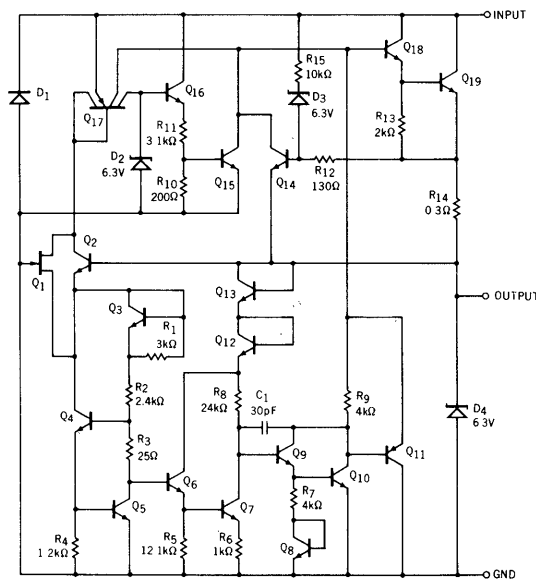 INPUT
R15
10kΩ
Q18
Q19
D1
Q16
Q17
D3
6.3V
R13
2kΩ
R11
3 1kΩ
D2
6.3V
R10
200Ω
Q15
Q14
R12
130Ω
R14
0 3Ω
Q2
Q1
Q13
OUTPUT
Q3
R1
3kΩ
Q12
R2
2.4kΩ
R8
24kΩ
C1
30pF
R9
4kΩ
D4
6 3V
Q4
R3
25Ω
Q9
Q11
Q6
Q10
Q5
Q7
R7
4kΩ
R4
1 2kΩ
R5
12 1kΩ
R6
1kΩ
Q8
GND